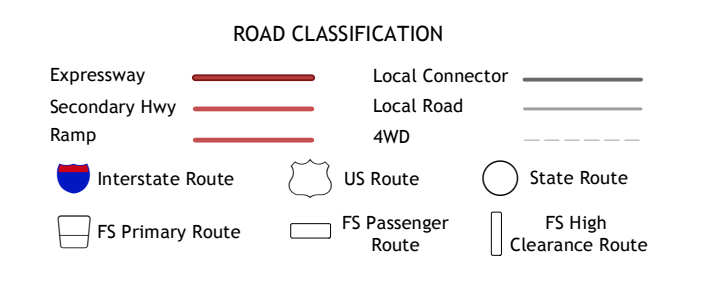 ROAD CLASSIFICATION
Expressway
Local Connector
Secondary Hwy
Local Road
Ramp
4WD
Interstate Route
US Route
State Route
FS Primary Route
FS Passenger
Route
FS High
Clearance Route